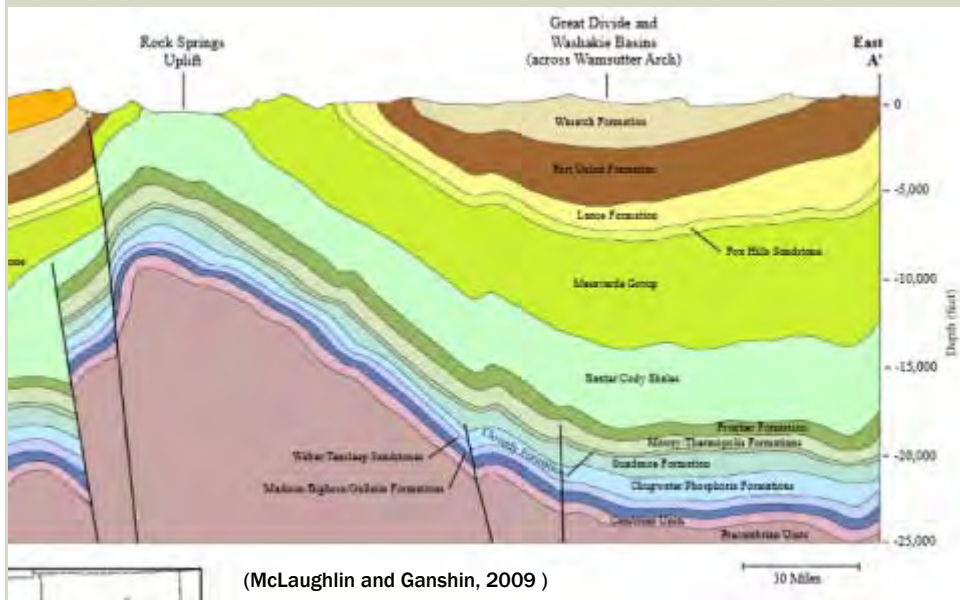 Rock Springs
Uplift
Great Divide and
Washakie Basins
(across Wamsutter Arch)
East
A'
0
Wasatch Formation
Fort Union Formation
-5,000
Lance Formation
Fox Hills Sandstone
Mesaverde Group
-10,000
Depth (feet)
-15,000
Baxter/Cody Shales
Frontier Formation
Mowry/Thermopolis Formations
Cloverly Formation
Weber/Tensleep Sandstones
-20,000
Sundance Formation
Madison/Bighorn/Gallatin Formations
Chugwater/Phosphoria Formations
Cambrian Units
Precambrian Units
-25,000
(McLaughlin and Ganshin, 2009 )
10 Miles